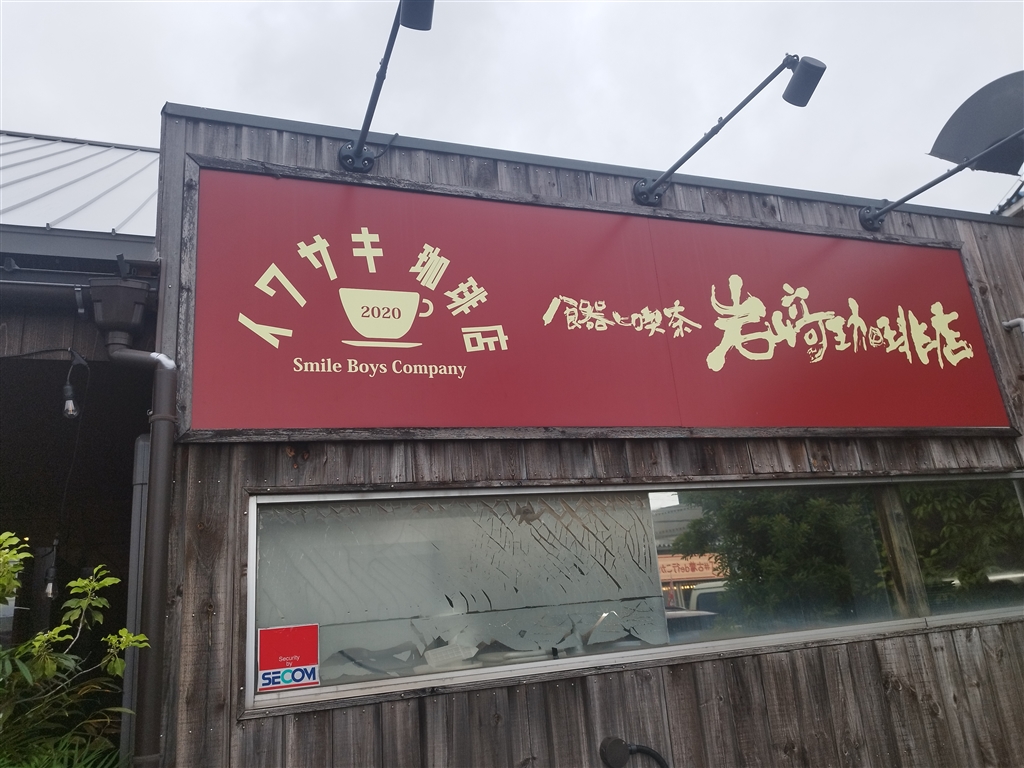 イワサキ珈琲店
2020
Smile Boys Company
食器と喫茶 岩崎珈琲店
Security
by
SECOM